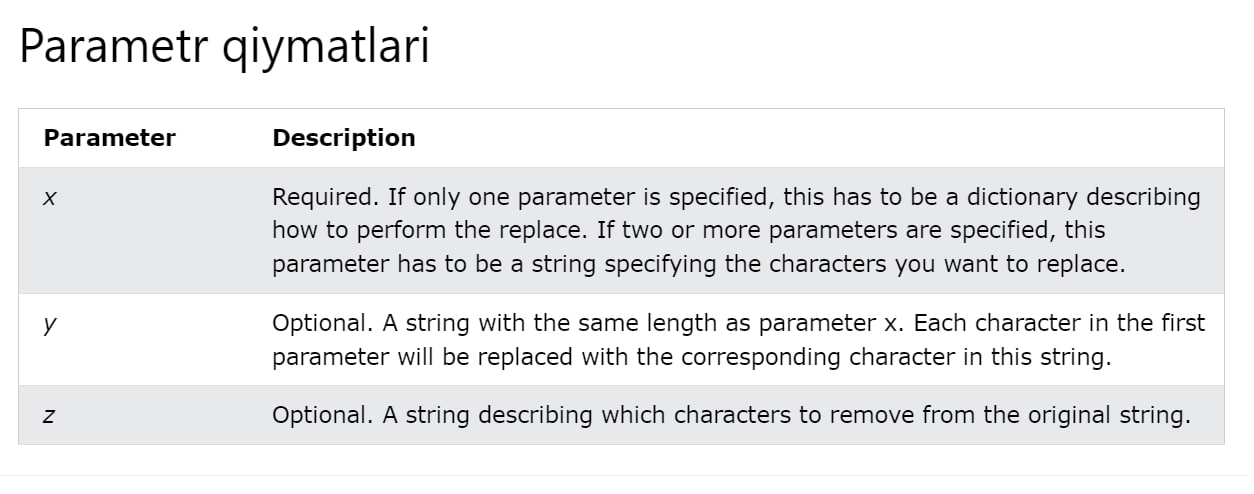 Parametr qiymatlari
Parameter Description
x Required. If only one parameter is specified, this has to be a dictionary describing
how to perform the replace. If two or more parameters are specified, this
parameter has to be a string specifying the characters you want to replace.
y Optional. A string with the same length as parameter x. Each character in the first
parameter will be replaced with the corresponding character in this string.
z Optional. A string describing which characters to remove from the original string.